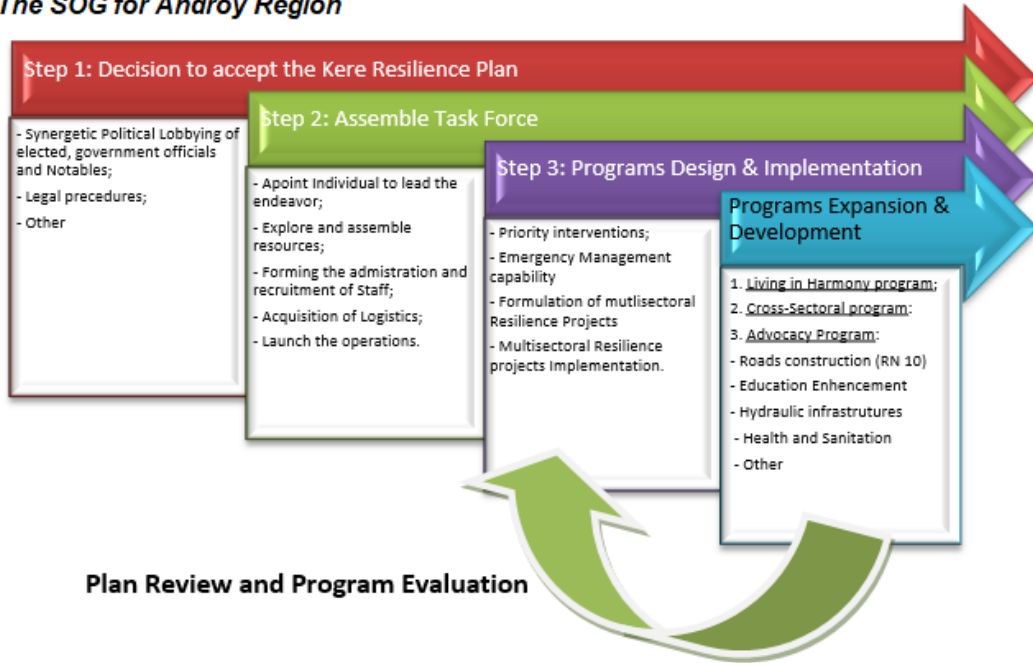 The SOG for Androy Region
Step 1: Decision to accept the Kere Resilience Plan
- Synergetic Political Lobbying of
elected, government officials
and Notables;
- Legal precedures;
- Other
Step 2: Assemble Task Force
- Apoint Individual to lead the
endeavor;
- Explore and assemble
resources;
- Forming the admistration and
recruitment of Staff;
- Acquisition of Logistics;
- Launch the operations.
Step 3: Programs Design & Implementation
- Priority interventions;
- Emergency Management
capability
- Formulation of mutlisectoral
Resilience Projects
- Multisectoral Resilience
projects Implementation.
Programs Expansion &
Development
1. Living in Harmony program;
2. Cross-Sectoral program:
3. Advocacy Program:
- Roads construction (RN 10)
- Education Enhencement
- Hydraulic infrastrutures
- Health and Sanitation
- Other
Plan Review and Program Evaluation